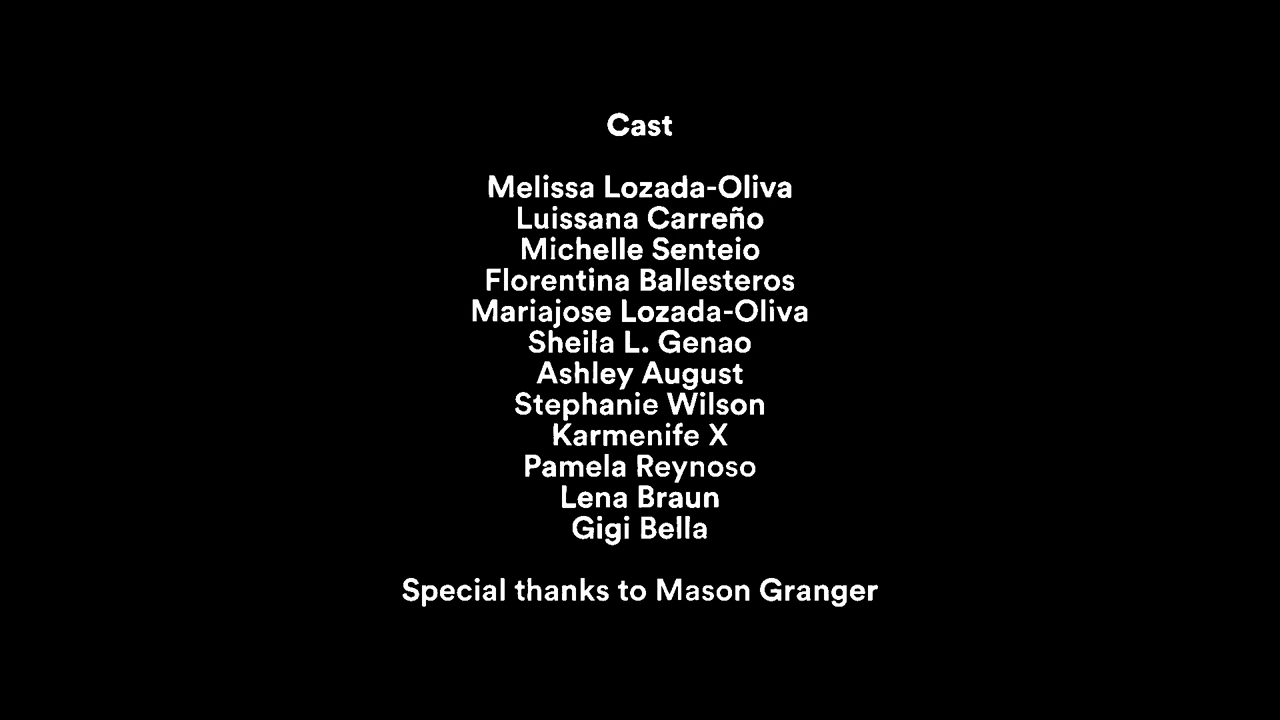 Cast
Melissa Lozada-Oliva
Luissana Carreño
Michelle Senteio
Florentina Ballesteros
Mariajose Lozada-Oliva
Sheila L. Genao
Ashley August
Stephanie Wilson
Karmenife X
Pamela Reynoso
Lena Braun
Gigi Bella
Special thanks to Mason Granger